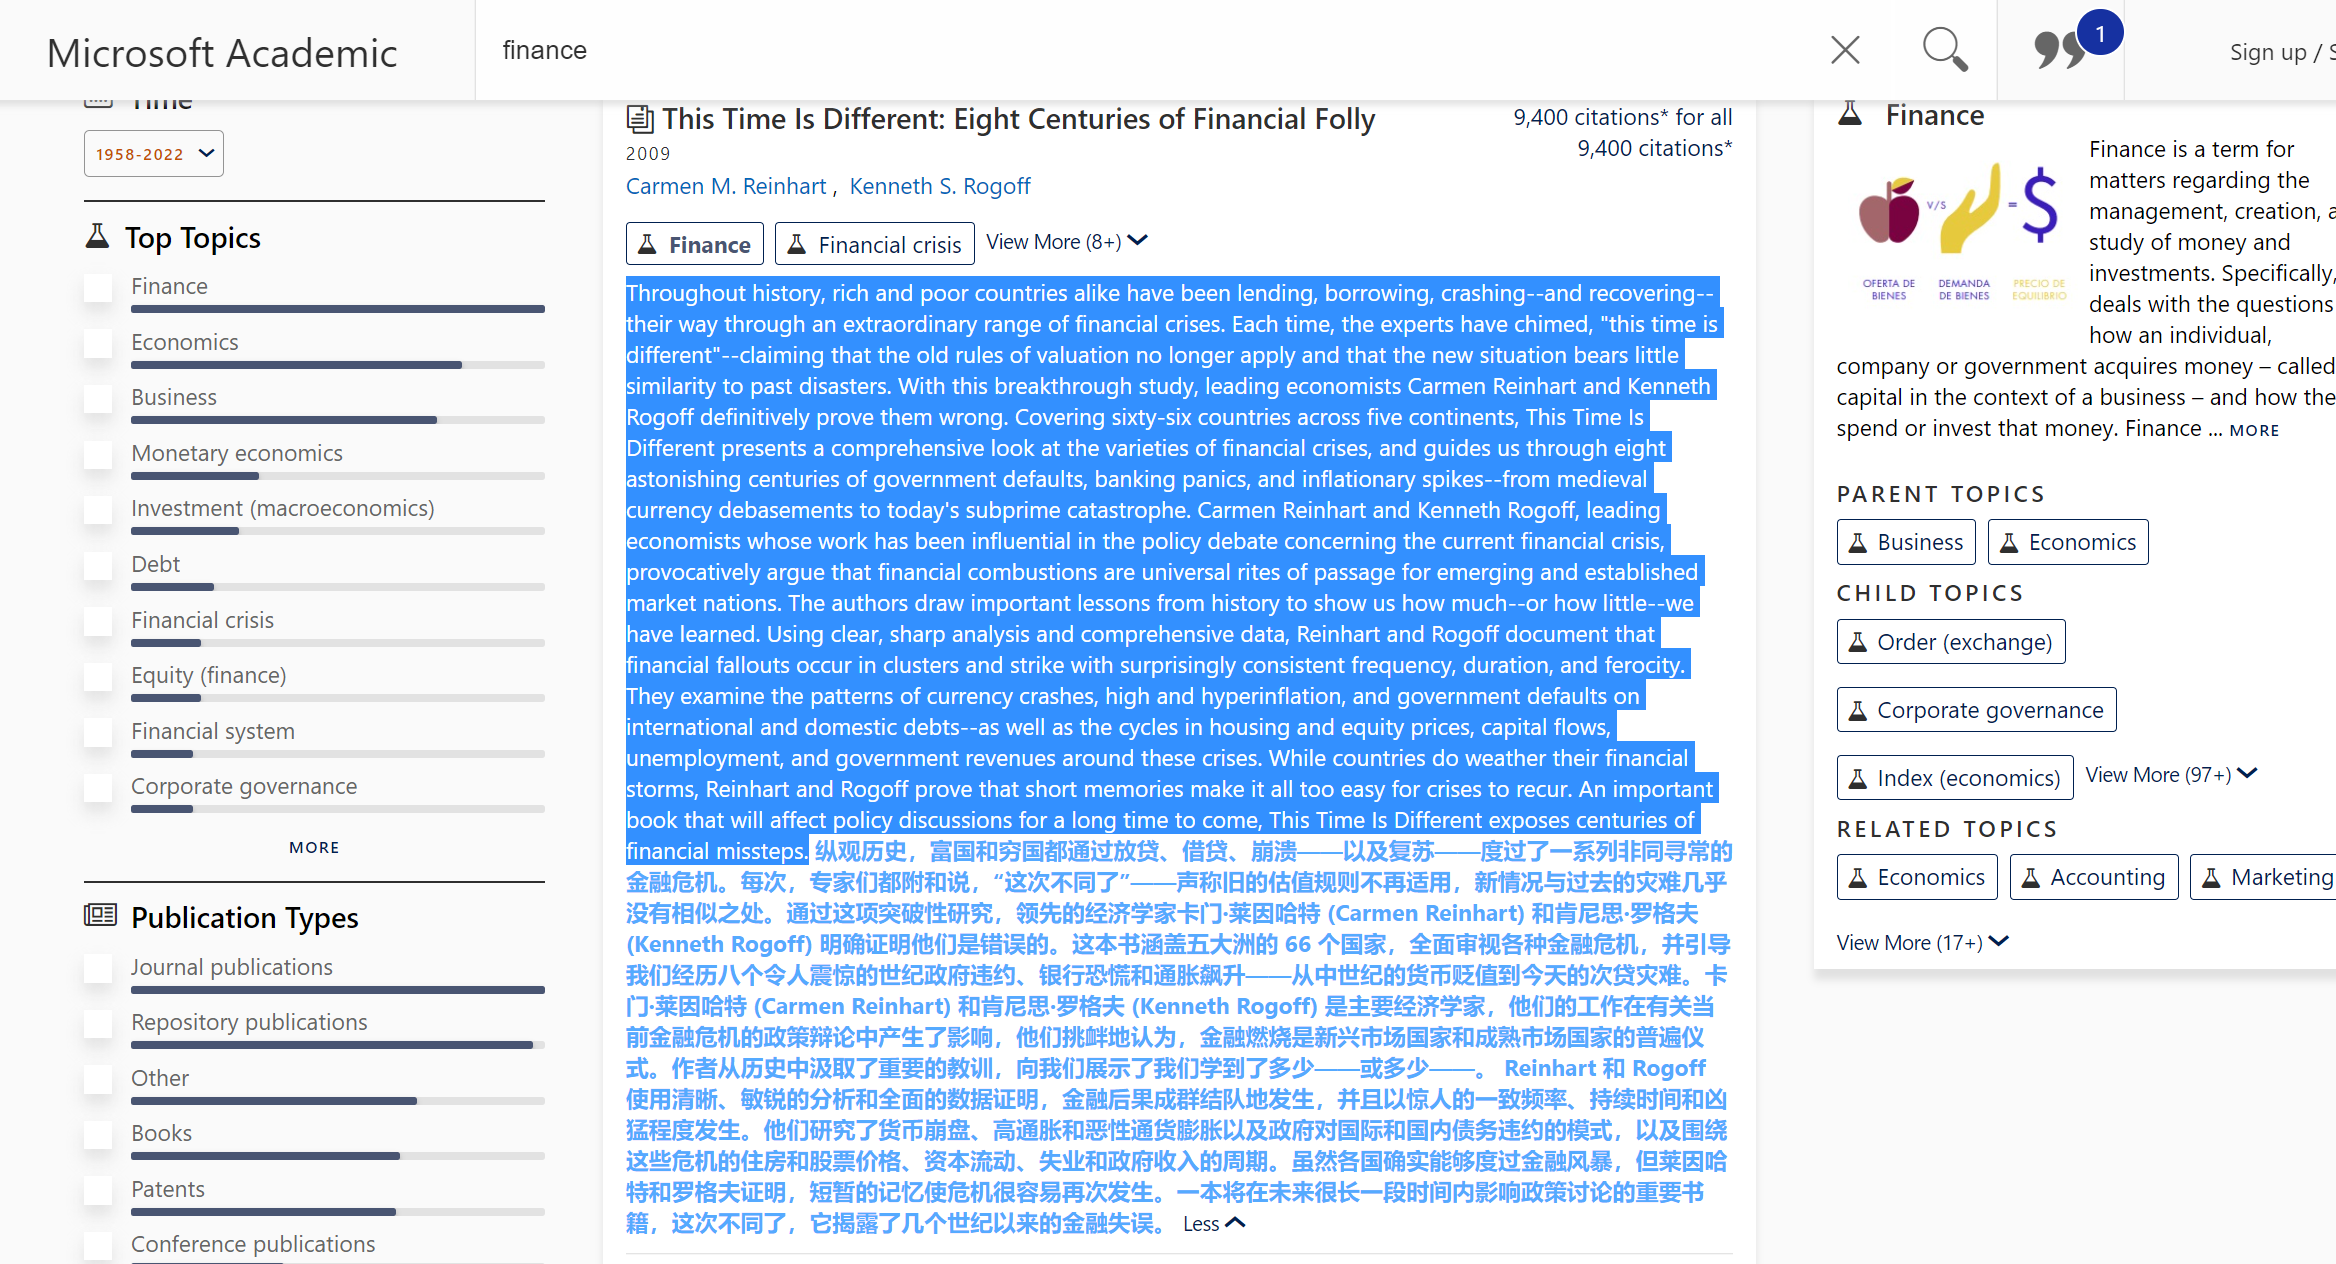 Microsoft Academic
finance
1
Sign up /
Time
1958-2022
Top Topics
Finance
Economics
Business
Monetary economics
Investment (macroeconomics)
Debt
Financial crisis
Equity (finance)
Financial system
Corporate governance
MORE
Publication Types
Journal publications
Repository publications
Other
Books
Patents
Conference publications
This Time Is Different: Eight Centuries of Financial Folly
9,400 citations* for all
2009
9,400 citations*
Carmen M. Reinhart , Kenneth S. Rogoff
Finance
Financial crisis
View More (8+)
Throughout history, rich and poor countries alike have been lending, borrowing, crashing--and recovering--
their way through an extraordinary range of financial crises. Each time, the experts have chimed, "this time is
different"--claiming that the old rules of valuation no longer apply and that the new situation bears little
similarity to past disasters. With this breakthrough study, leading economists Carmen Reinhart and Kenneth
Rogoff definitively prove them wrong. Covering sixty-six countries across five continents, This Time Is
Different presents a comprehensive look at the varieties of financial crises, and guides us through eight
astonishing centuries of government defaults, banking panics, and inflationary spikes--from medieval
currency debasements to today's subprime catastrophe. Carmen Reinhart and Kenneth Rogoff, leading
economists whose work has been influential in the policy debate concerning the current financial crisis,
provocatively argue that financial combustions are universal rites of passage for emerging and established
market nations. The authors draw important lessons from history to show us how much--or how little--we
have learned. Using clear, sharp analysis and comprehensive data, Reinhart and Rogoff document that
financial fallouts occur in clusters and strike with surprisingly consistent frequency, duration, and ferocity.
They examine the patterns of currency crashes, high and hyperinflation, and government defaults on
international and domestic debts--as well as the cycles in housing and equity prices, capital flows,
unemployment, and government revenues around these crises. While countries do weather their financial
storms, Reinhart and Rogoff prove that short memories make it all too easy for crises to recur. An important
book that will affect policy discussions for a long time to come, This Time Is Different exposes centuries of
financial missteps. 纵观历史，富国和穷国都通过放贷、借贷、崩溃——以及复苏——度过了一系列非同寻常的
金融危机。每次，专家们都附和说，“这次不同了”——声称旧的估值规则不再适用，新情况与过去的灾难几乎
没有相似之处。通过这项突破性研究，领先的经济学家卡门·莱因哈特 (Carmen Reinhart) 和肯尼思·罗格夫
(Kenneth Rogoff) 明确证明他们是错误的。这本书涵盖五大洲的 66 个国家，全面审视各种金融危机，并引导
我们经历八个令人震惊的世纪政府违约、银行恐慌和通胀飙升——从中世纪的货币贬值到今天的次贷灾难。卡
门·莱因哈特 (Carmen Reinhart) 和肯尼思·罗格夫 (Kenneth Rogoff) 是主要经济学家，他们的工作在有关当
前金融危机的政策辩论中产生了影响，他们挑衅地认为，金融燃烧是新兴市场国家和成熟市场国家的普遍仪
式。作者从历史中汲取了重要的教训，向我们展示了我们学到了多少——或多少——。 Reinhart 和 Rogoff
使用清晰、敏锐的分析和全面的数据证明，金融后果成群结队地发生，并且以惊人的一致频率、持续时间和凶
猛程度发生。他们研究了货币崩盘、高通胀和恶性通货膨胀以及政府对国际和国内债务违约的模式，以及围绕
这些危机的住房和股票价格、资本流动、失业和政府收入的周期。虽然各国确实能够度过金融风暴，但莱因哈
特和罗格夫证明，短暂的记忆使危机很容易再次发生。一本将在未来很长一段时间内影响政策讨论的重要书
籍，这次不同了，它揭露了几个世纪以来的金融失误。 Less
Finance
V/S
=
OFERTA DE
BIENES
DEMANDA
DE BIENES
PRECIO DE
EQUILIBRIO
Finance is a term for
matters regarding the
management, creation,
study of money and
investments. Specifically,
deals with the questions
how an individual,
company or government acquires money – called
capital in the context of a business – and how the
spend or invest that money. Finance ... MORE
PARENT TOPICS
Business
Economics
CHILD TOPICS
Order (exchange)
Corporate governance
Index (economics)
View More (97+)
RELATED TOPICS
Economics
Accounting
Marketing
View More (17+)